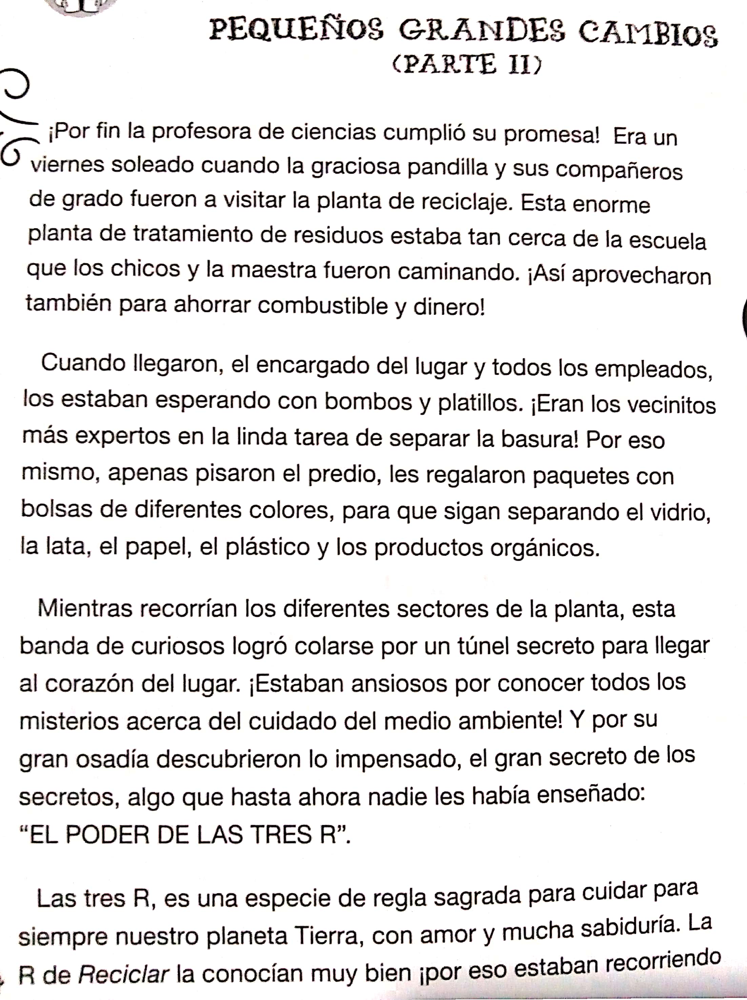 PEQUEÑOS GRANDES CAMBIOS
(PARTE II)
¡Por fin la profesora de ciencias cumplió su promesa! Era un
viernes soleado cuando la graciosa pandilla y sus compañeros
de grado fueron a visitar la planta de reciclaje. Esta enorme
planta de tratamiento de residuos estaba tan cerca de la escuela
que los chicos y la maestra fueron caminando. ¡Así aprovecharon
también para ahorrar combustible y dinero!
Cuando llegaron, el encargado del lugar y todos los empleados,
los estaban esperando con bombos y platillos. ¡Eran los vecinitos
más expertos en la linda tarea de separar la basura! Por eso
mismo, apenas pisaron el predio, les regalaron paquetes con
bolsas de diferentes colores, para que sigan separando el vidrio,
la lata, el papel, el plástico y los productos orgánicos.
Mientras recorrían los diferentes sectores de la planta, esta
banda de curiosos logró colarse por un túnel secreto para llegar
al corazón del lugar. ¡Estaban ansiosos por conocer todos los
misterios acerca del cuidado del medio ambiente! Y por su
gran osadía descubrieron lo impensado, el gran secreto de los
secretos, algo que hasta ahora nadie les había enseñado:
“EL PODER DE LAS TRES R”.
Las tres R, es una especie de regla sagrada para cuidar para
siempre nuestro planeta Tierra, con amor y mucha sabiduría. La
R de Reciclar la conocían muy bien ¡por eso estaban recorriendo